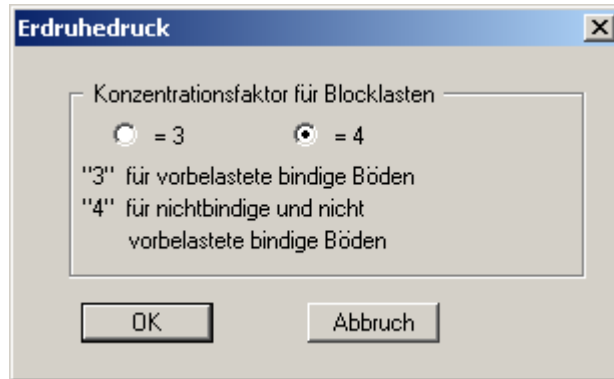 Erdruhedruck
Konzentrationsfaktor für Blocklasten
= 3 = 4
"3" für vorbelastete bindige Böden
"4" für nichtbindige und nicht
vorbelastete bindige Böden
OK Abbruch